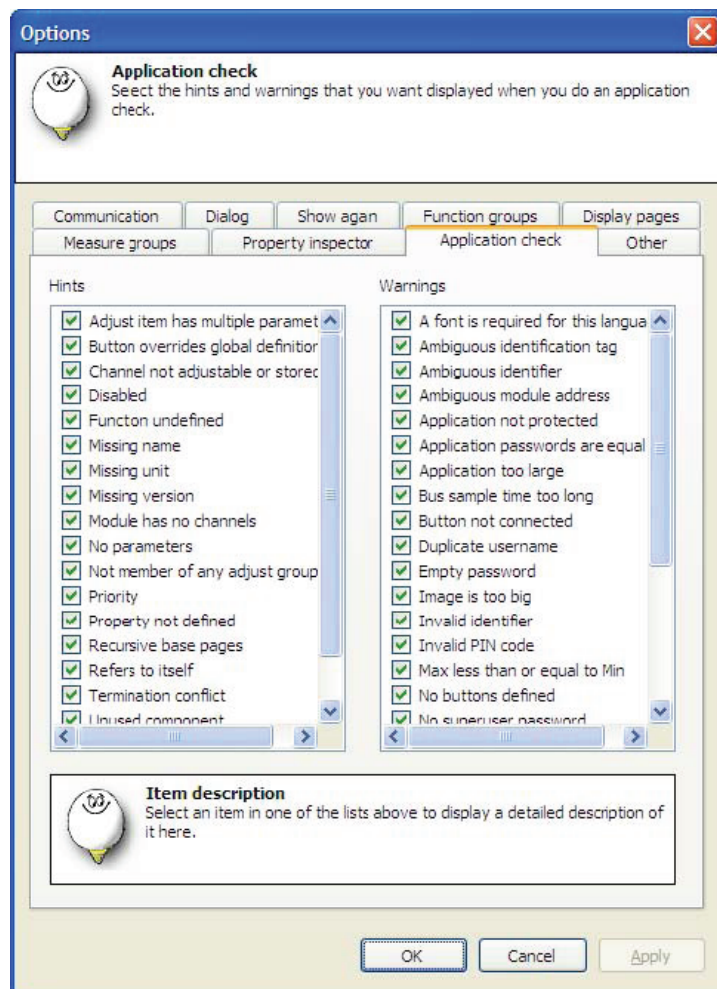 Options
Application check
Select the hints and warnings that you want displayed when you do an application
check.
Communication
Dialog
Show agan
Function groups
Display pages
Measure groups
Property inspector
Application check
Other
Hints
Adjust item has multiple paramet
Button overrides global definition
Channel not adjustable or stored
Disabled
Functon undefined
Missing name
Missing unit
Missing version
Module has no channels
No parameters
Not member of any adjust group
Priority
Property not defined
Recursive base pages
Refers to itself
Termination conflict
Unused component
Warnings
A font is required for this langua
Ambiguous identification tag
Ambiguous identifier
Ambiguous module address
Application not protected
Application passwords are equal
Application too large
Bus sample time too long
Button not connected
Duplicate username
Empty password
Image is too big
Invalid identifier
Invalid PIN code
Max less than or equal to Min
No buttons defined
No superuser password
Item description
Select an item in one of the lists above to display a detailed description of
it here.
OK
Cancel
Apply